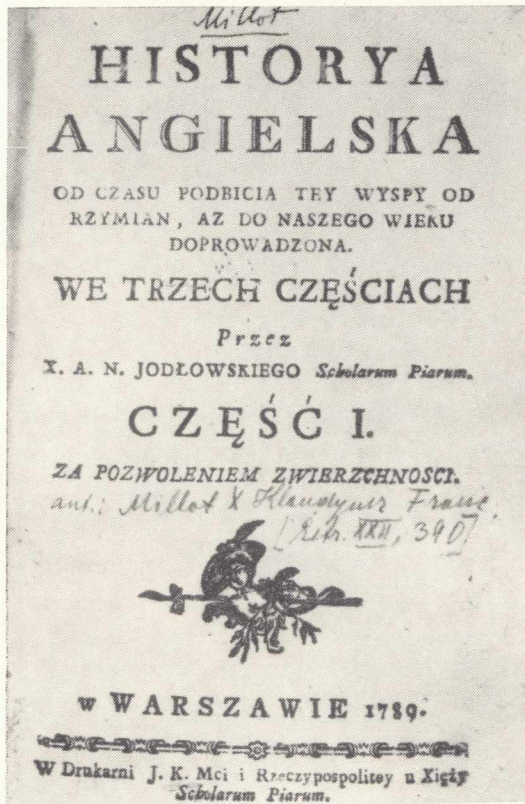 Millot
HISTORYA
ANGIELSKA
OD CZASU PODBICIA TEY WYSPY OD
RZYMIAN, AZ DO NASZEGO WIEKU
DOPROWADZONA.
WE TRZECH CZĘŚCIACH
Przez
X. A. N. JODŁOWSKIEGO Scholarum Piarum.
CZĘŚĆ I.
ZA POZWOLENIEM ZWIERZCHNOSCI.
aut.: Millot X Klaudyusz Franc.
[Estr. XXII, 390]
w WARSZAWIE 1789.
W Drukarni J. K. Mci i Rzeczypospolitey u Xięży
Scholarum Piarum.